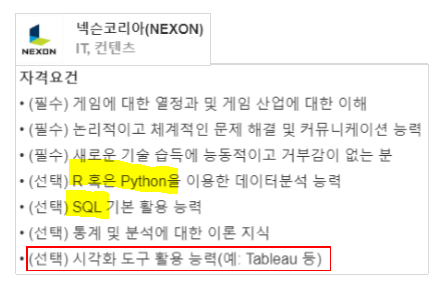 넥슨코리아(NEXON)
NEXON
IT, 컨텐츠
자격요건
• (필수) 게임에 대한 열정과 및 게임 산업에 대한 이해
• (필수) 논리적이고 체계적인 문제 해결 및 커뮤니케이션 능력
• (필수) 새로운 기술 습득에 능동적이고 거부감이 없는 분
• (선택) R 혹은 Python을 이용한 데이터분석 능력
• (선택) SQL 기본 활용 능력
• (선택) 통계 및 분석에 대한 이론 지식
• (선택) 시각화 도구 활용 능력(예: Tableau 등)